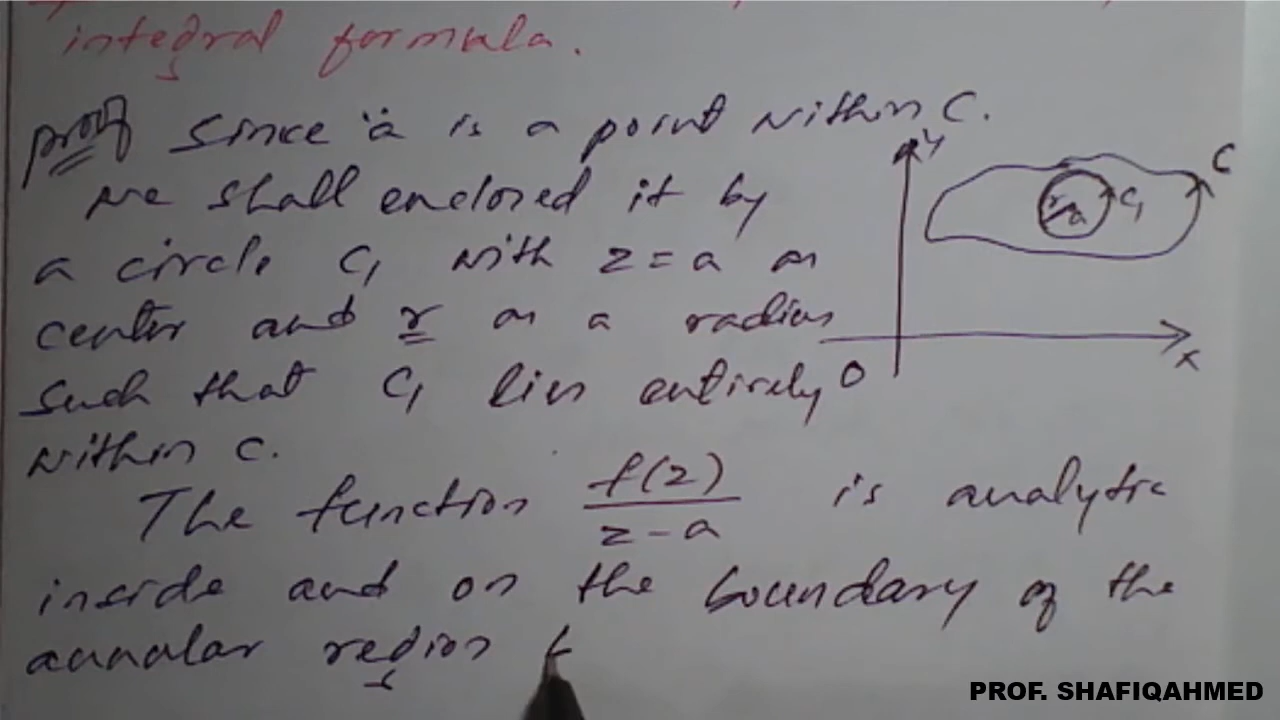 integral formula.
proof Since 'a' is a point within C.
we shall enclosed it by
a circle C1 with z = a as
center and r as a radius
such that C1 lies entirely
within C.
The function f(z)/z-a is analytic
inside and on the boundary of the
annular region
y
C
r
a
C1
O
x
PROF. SHAFIQAHMED